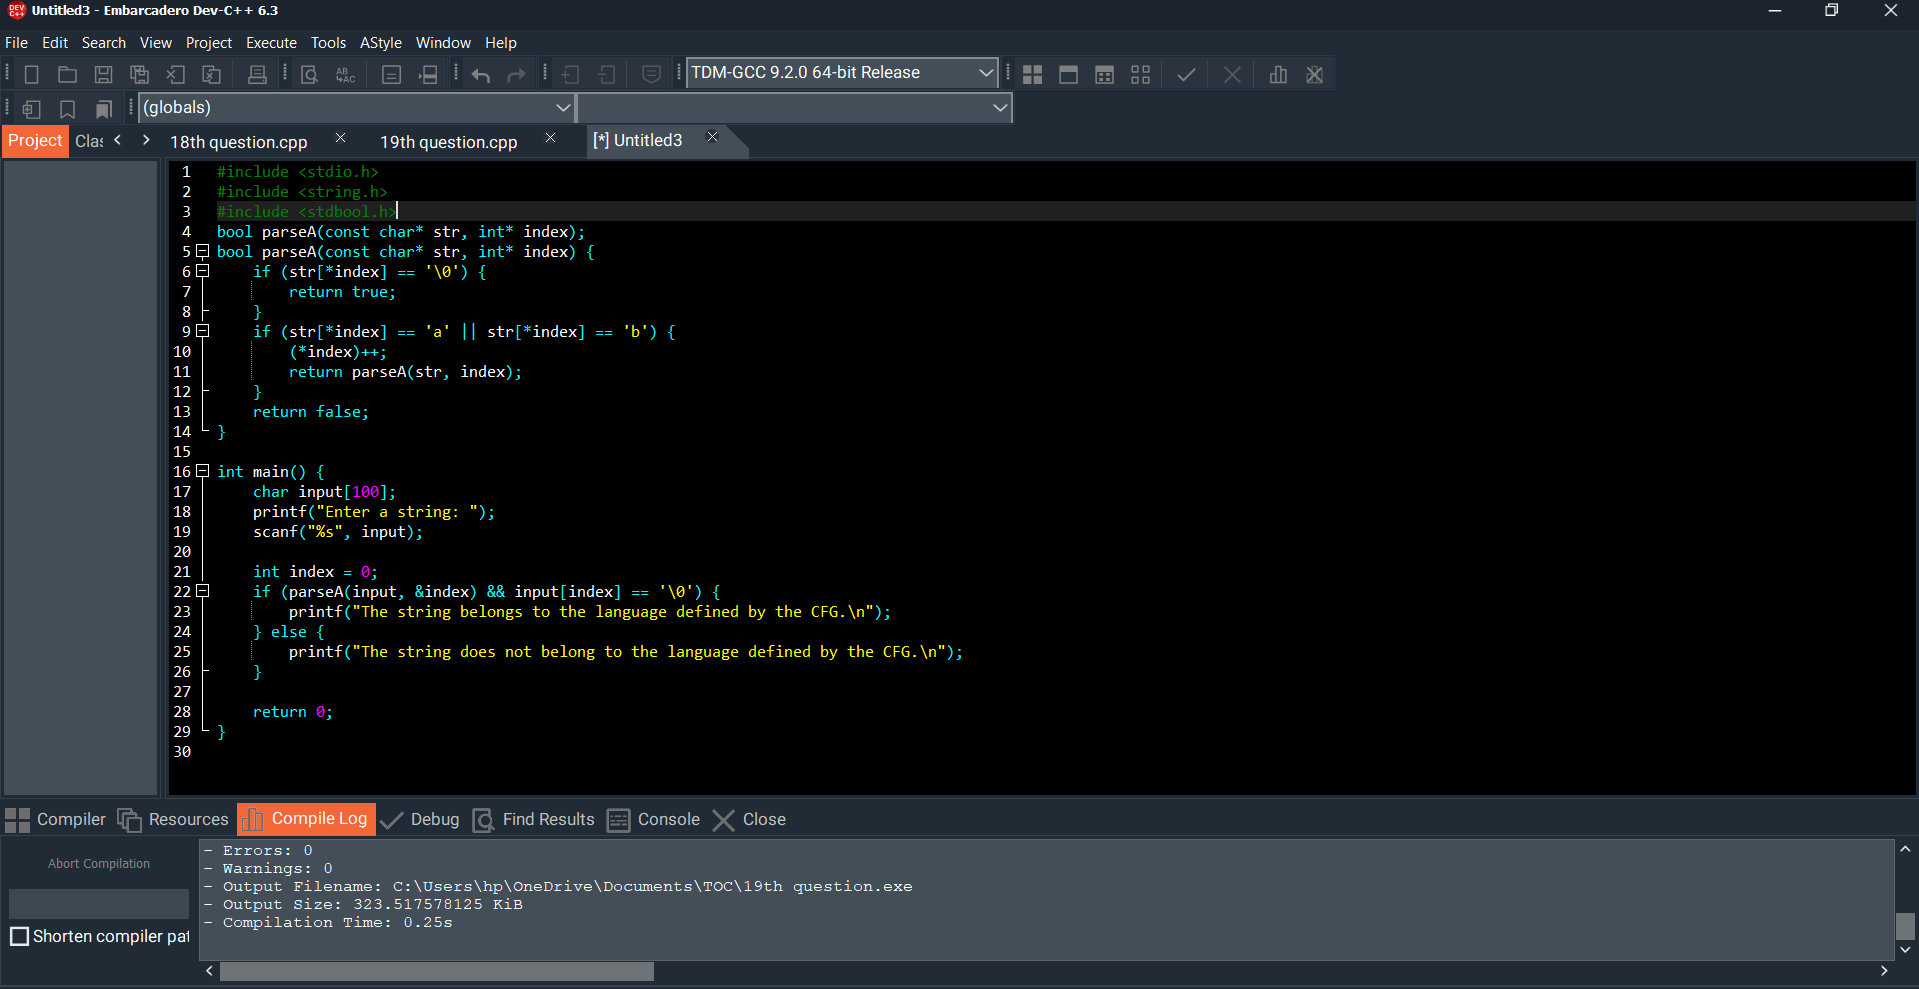 Untitled3 - Embarcadero Dev-C++ 6.3
File Edit Search View Project Execute Tools AStyle Window Help
TDM-GCC 9.2.0 64-bit Release
(globals)
Project Clas 18th question.cpp 19th question.cpp [*] Untitled3
1 #include <stdio.h>
2 #include <string.h>
3 #include <stdbool.h>
4 bool parseA(const char* str, int* index);
5 bool parseA(const char* str, int* index) {
6 if (str[*index] == '\0') {
7 return true;
8 }
9 if (str[*index] == 'a' || str[*index] == 'b') {
10 (*index)++;
11 return parseA(str, index);
12 }
13 return false;
14 }
15
16 int main() {
17 char input[100];
18 printf("Enter a string: ");
19 scanf("%s", input);
20
21 int index = 0;
22 if (parseA(input, &index) && input[index] == '\0') {
23 printf("The string belongs to the language defined by the CFG.\n");
24 } else {
25 printf("The string does not belong to the language defined by the CFG.\n");
26 }
27
28 return 0;
29 }
30
Compiler Resources Compile Log Debug Find Results Console Close
Abort Compilation
Shorten compiler pat
- Errors: 0
- Warnings: 0
- Output Filename: C:\Users\hp\OneDrive\Documents\TOC\19th question.exe
- Output Size: 323.517578125 KiB
- Compilation Time: 0.25s